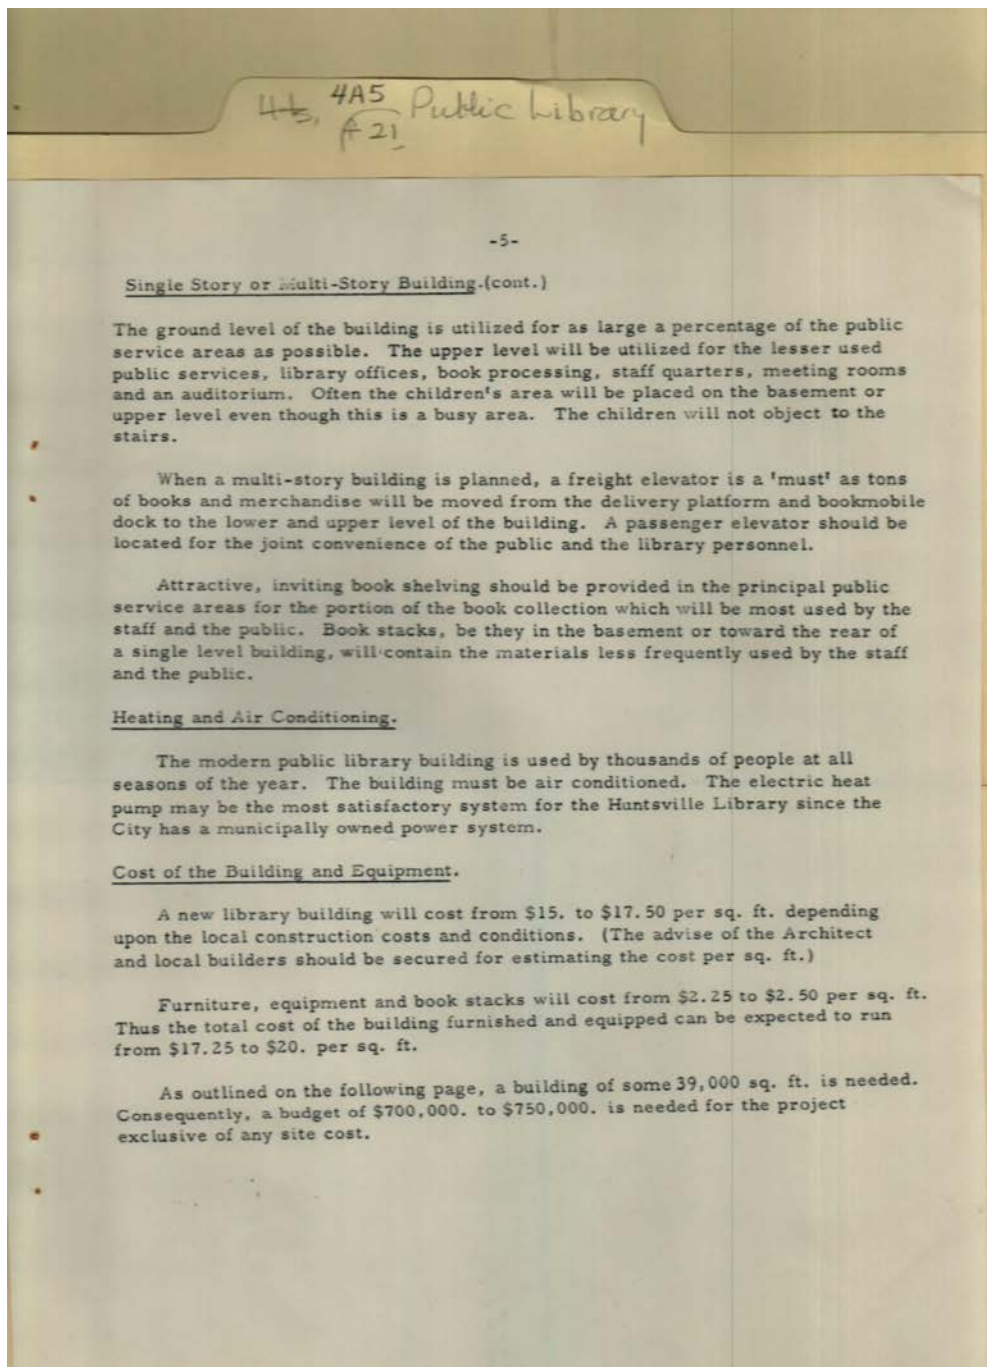 4b, 4A5 Public Library
A 21
-5-
Single Story or Multi-Story Building.(cont.)
The ground level of the building is utilized for as large a percentage of the public
service areas as possible. The upper level will be utilized for the lesser used
public services, library offices, book processing, staff quarters, meeting rooms
and an auditorium. Often the children's area will be placed on the basement or
upper level even though this is a busy area. The children will not object to the
stairs.
When a multi-story building is planned, a freight elevator is a 'must' as tons
of books and merchandise will be moved from the delivery platform and bookmobile
dock to the lower and upper level of the building. A passenger elevator should be
located for the joint convenience of the public and the library personnel.
Attractive, inviting book shelving should be provided in the principal public
service areas for the portion of the book collection which will be most used by the
staff and the public. Book stacks, be they in the basement or toward the rear of
a single level building, will contain the materials less frequently used by the staff
and the public.
Heating and Air Conditioning.
The modern public library building is used by thousands of people at all
seasons of the year. The building must be air conditioned. The electric heat
pump may be the most satisfactory system for the Huntsville Library since the
City has a municipally owned power system.
Cost of the Building and Equipment.
A new library building will cost from $15. to $17.50 per sq. ft. depending
upon the local construction costs and conditions. (The advise of the Architect
and local builders should be secured for estimating the cost per sq. ft.)
Furniture, equipment and book stacks will cost from $2.25 to $2.50 per sq. ft.
Thus the total cost of the building furnished and equipped can be expected to run
from $17.25 to $20. per sq. ft.
As outlined on the following page, a building of some 39,000 sq. ft. is needed.
Consequently, a budget of $700,000. to $750,000. is needed for the project
exclusive of any site cost.